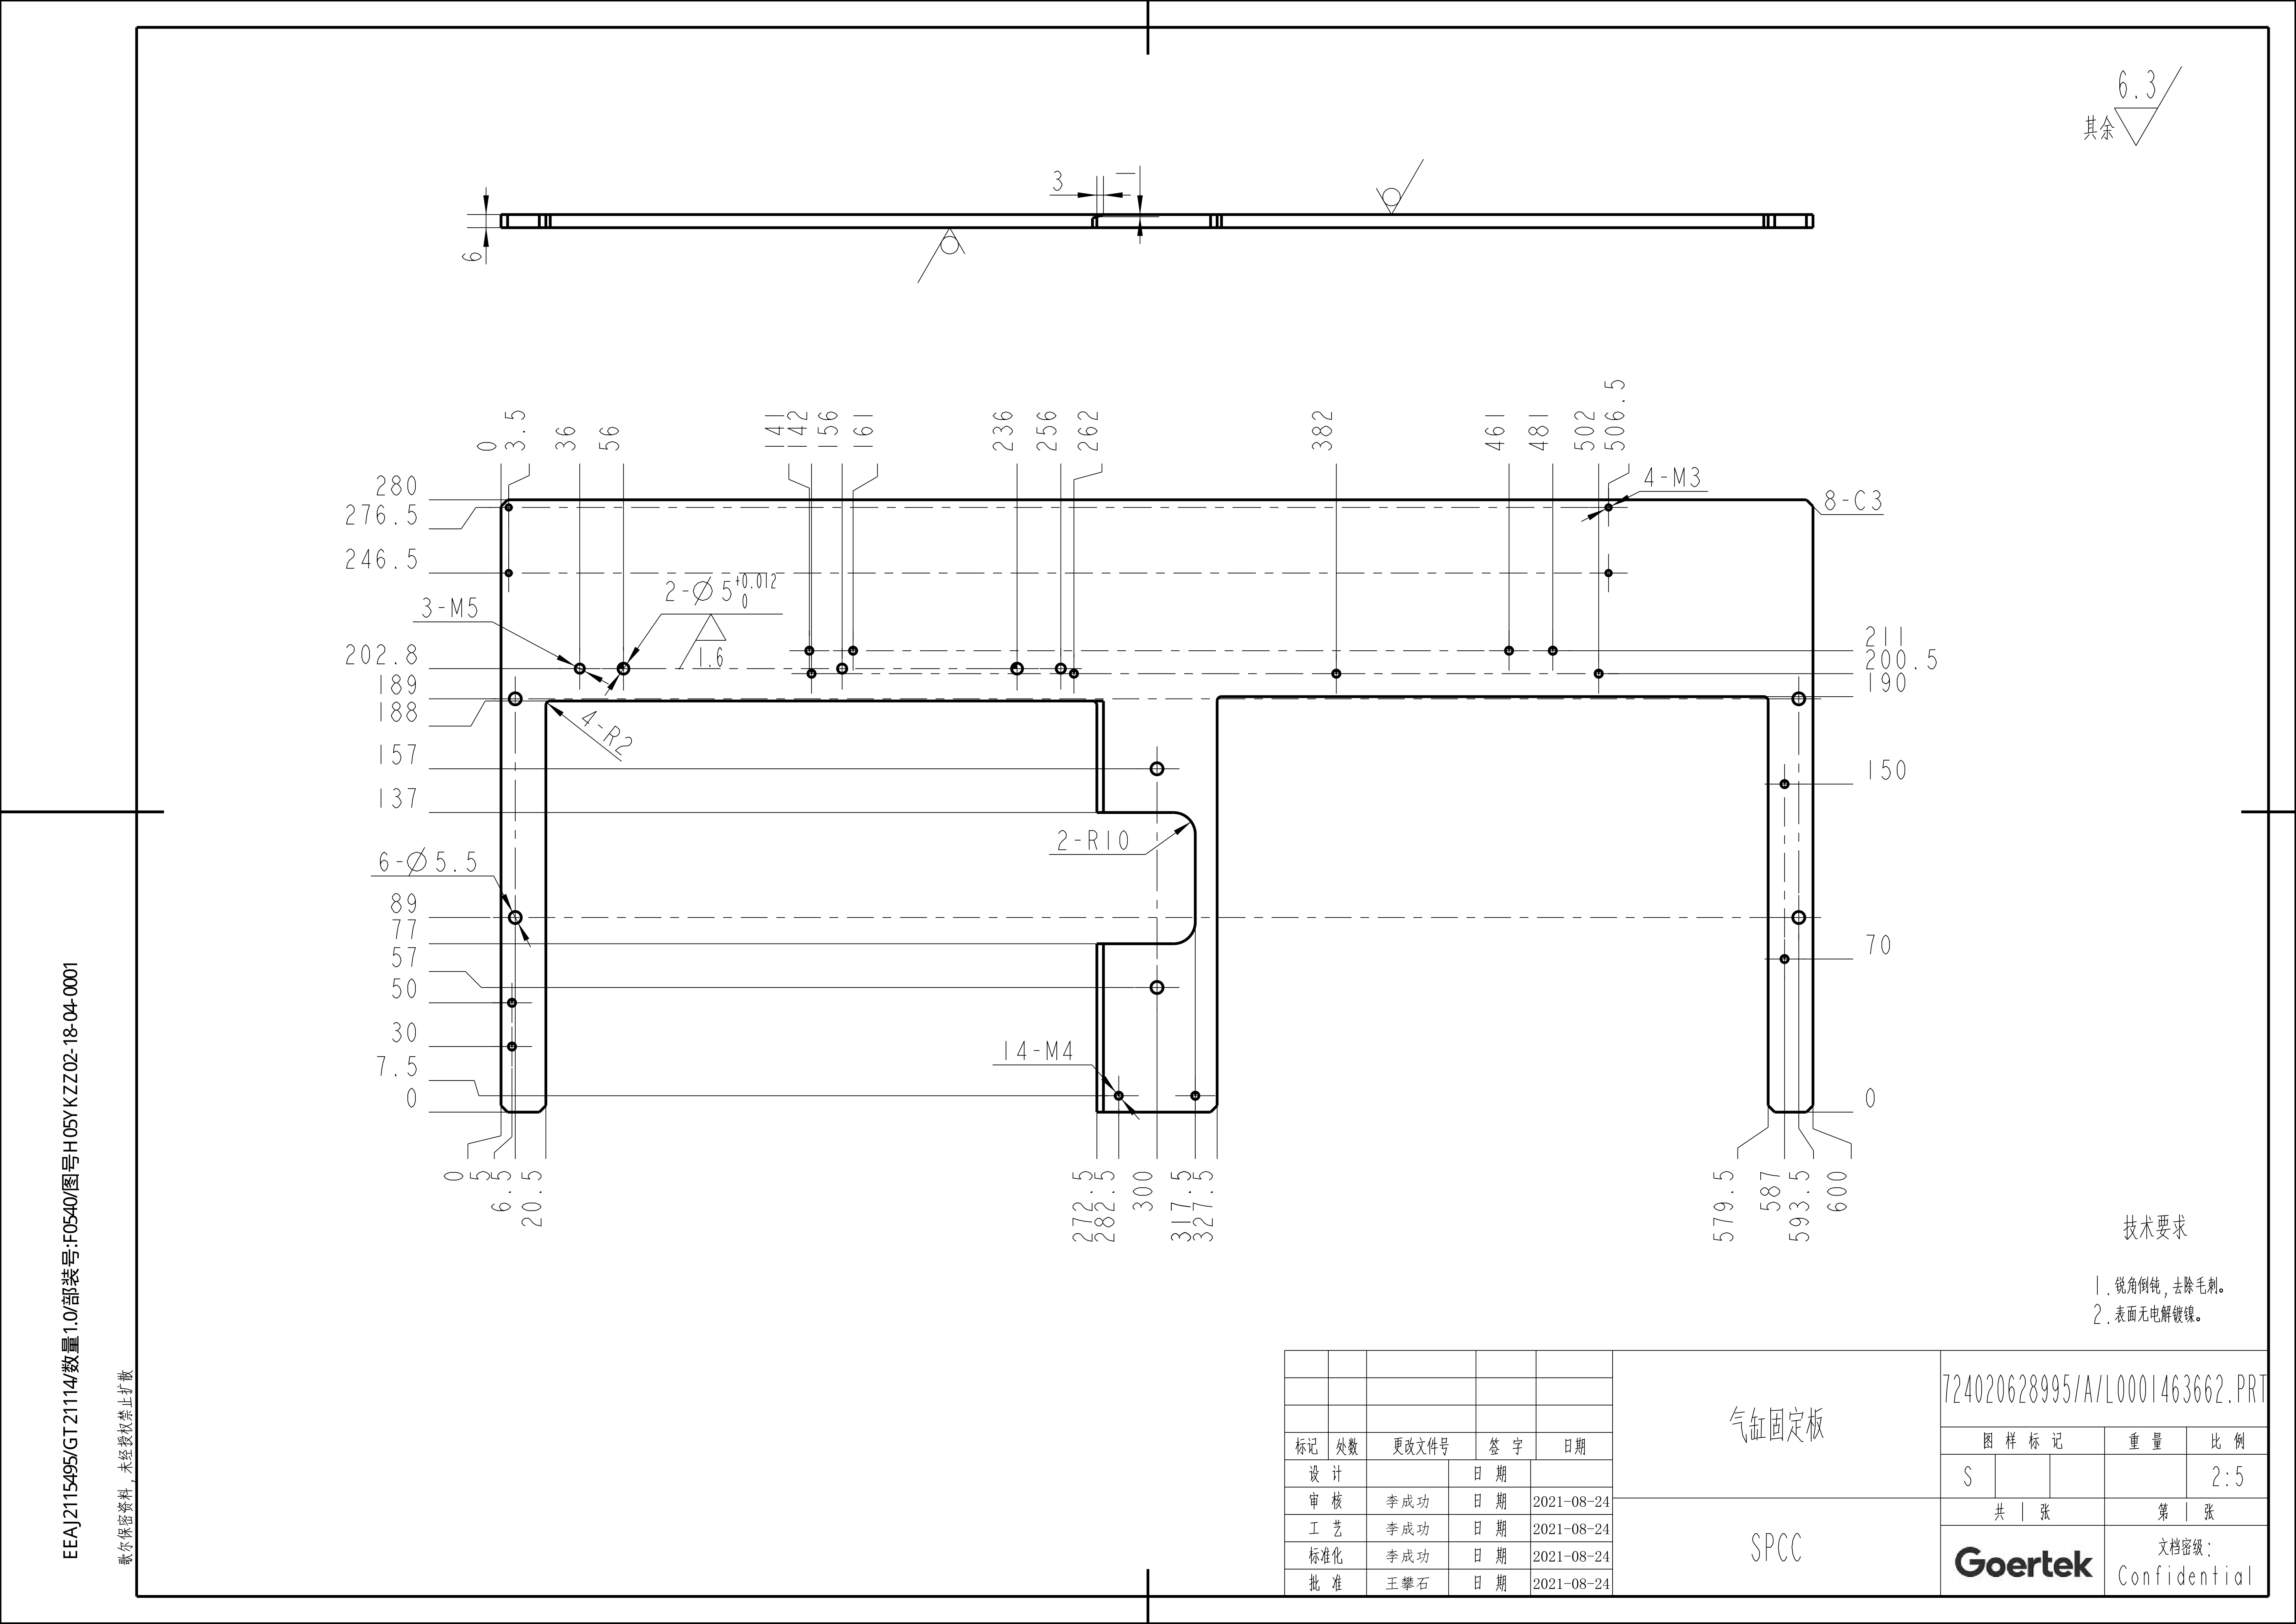 6.3
其余
3
1
6
0
3.5
36
56
141
142
156
161
236
256
262
382
461
481
502
506.5
280
276.5
246.5
202.8
189
188
157
137
89
77
57
50
30
7.5
0
4-M3
8-C3
2-∅5 +0.012 0
1.6
3-M5
4-R2
2-R10
6-∅5.5
14-M4
211
200.5
190
150
70
0
0
5
6.5
20.5
272.5
282.5
300
317.5
327.5
579.5
587
593.5
600
技术要求
1.锐角倒钝,去除毛刺。
2.表面无电解镀镍。
标记 处数 更改文件号 签 字 日期
设 计 日 期
审 核 李成功 日 期 2021-08-24
工 艺 李成功 日 期 2021-08-24
标准化 李成功 日 期 2021-08-24
批 准 王攀石 日 期 2021-08-24
气缸固定板
SPCC
724020628995/A/L0001463662.PRT
图 样 标 记 重 量 比 例
S 2:5
共 1 张 第 1 张
Goertek
文档密级:
Confidential
EEAJ2115495/GT21114/数量1.0/部装号:F0540/图号H05YKZZ02-18-04-0001
歌尔保密资料，未经授权禁止扩散